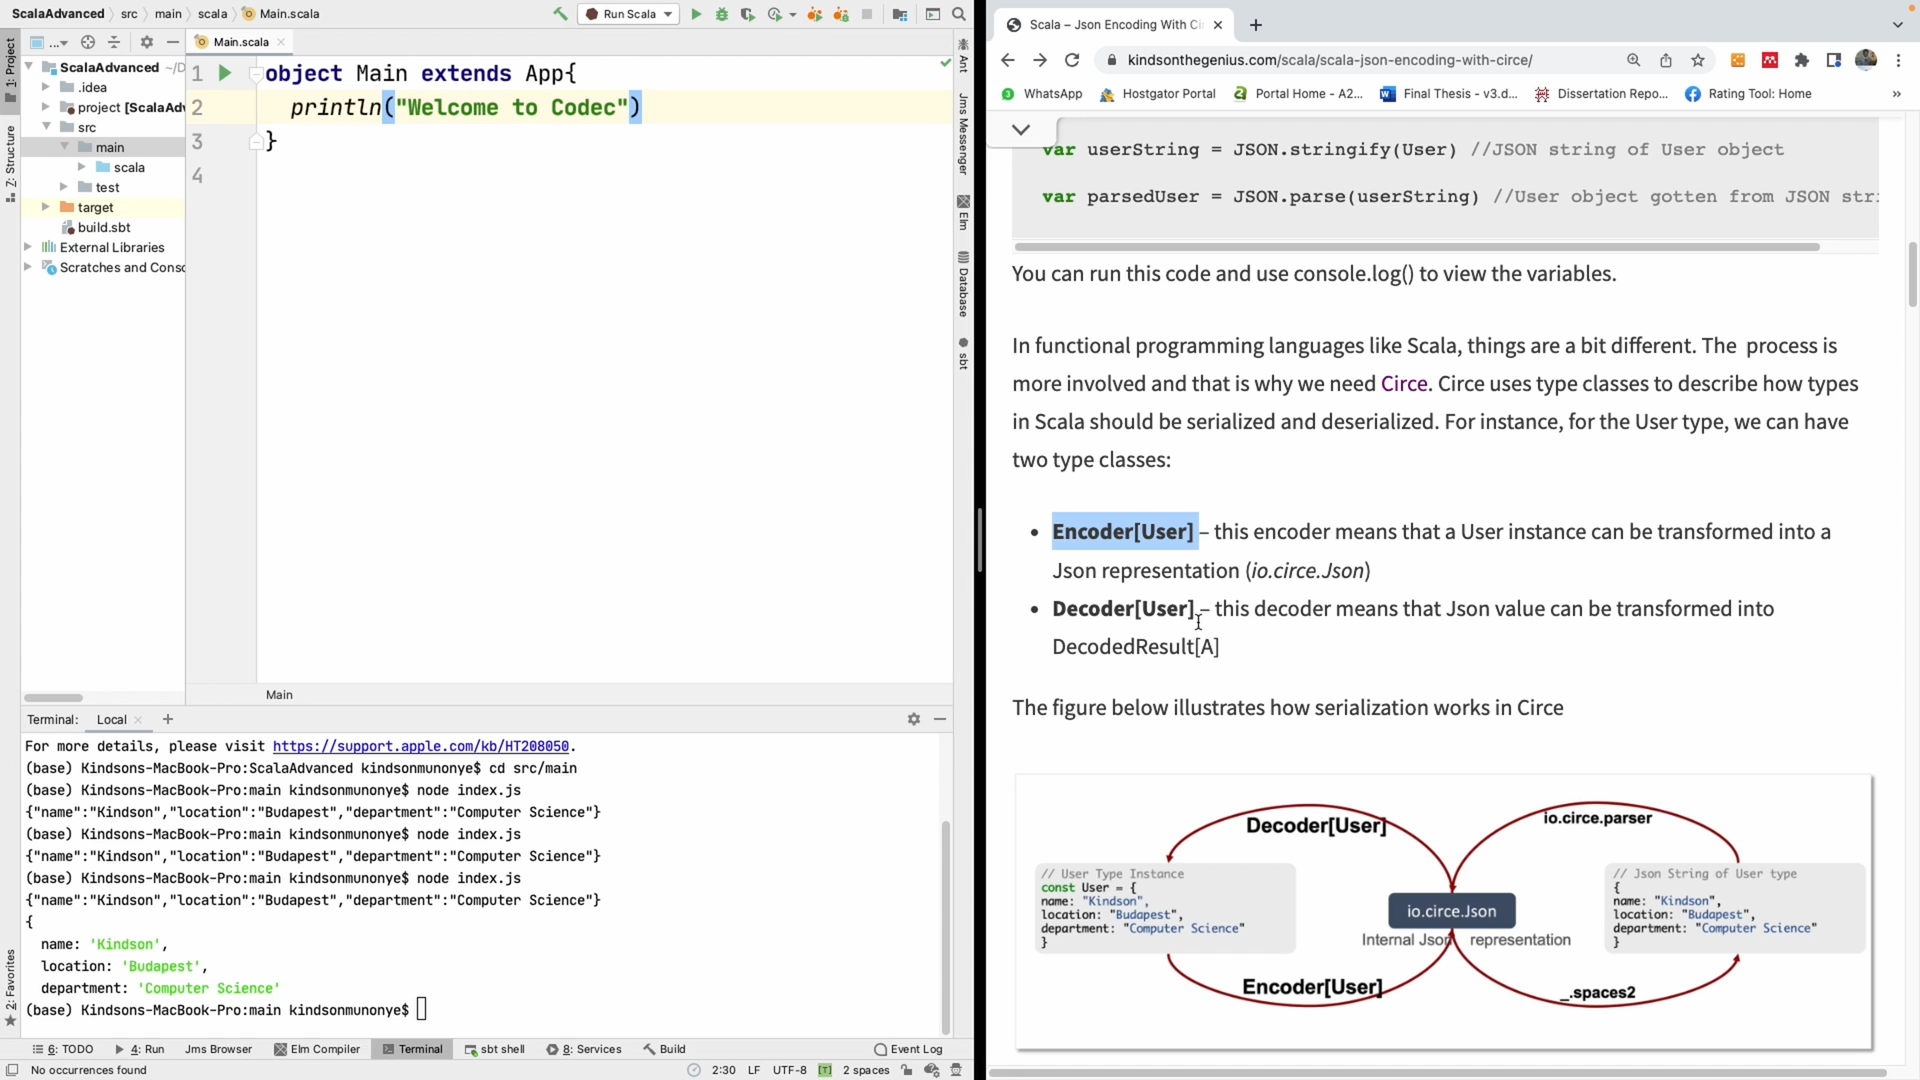 ScalaAdvanced src main scala Main.scala
Run Scala
1: Project
...
Main.scala
ScalaAdvanced ~/D
.idea
project [ScalaAdv
src
main
scala
test
target
build.sbt
External Libraries
Scratches and Conso
Z: Structure
2: Favorites
1 object Main extends App{
2 println("Welcome to Codec")
3 }
4
Ant
Jms Messenger
Elm
Database
sbt
Main
Terminal: Local
For more details, please visit https://support.apple.com/kb/HT208050.
(base) Kindsons-MacBook-Pro:ScalaAdvanced kindsonmunonye$ cd src/main
(base) Kindsons-MacBook-Pro:main kindsonmunonye$ node index.js
{"name":"Kindson","location":"Budapest","department":"Computer Science"}
(base) Kindsons-MacBook-Pro:main kindsonmunonye$ node index.js
{"name":"Kindson","location":"Budapest","department":"Computer Science"}
(base) Kindsons-MacBook-Pro:main kindsonmunonye$ node index.js
{"name":"Kindson","location":"Budapest","department":"Computer Science"}
{
name: 'Kindson',
location: 'Budapest',
department: 'Computer Science'
(base) Kindsons-MacBook-Pro:main kindsonmunonye$
6: TODO 4: Run Jms Browser Elm Compiler Terminal sbt shell 8: Services Build Event Log
No occurrences found 2:30 LF UTF-8 [T] 2 spaces
Scala – Json Encoding With Ci
kindsonthegenius.com/scala/scala-json-encoding-with-circe/
WhatsApp Hostgator Portal Portal Home - A2... Final Thesis - v3.d... Dissertation Repo... Rating Tool: Home »
var userString = JSON.stringify(User) //JSON string of User object
var parsedUser = JSON.parse(userString) //User object gotten from JSON stri
You can run this code and use console.log() to view the variables.
In functional programming languages like Scala, things are a bit different. The process is
more involved and that is why we need Circe. Circe uses type classes to describe how types
in Scala should be serialized and deserialized. For instance, for the User type, we can have
two type classes:
• Encoder[User] – this encoder means that a User instance can be transformed into a
Json representation (io.circe.Json)
• Decoder[User] – this decoder means that Json value can be transformed into
DecodedResult[A]
The figure below illustrates how serialization works in Circe
Decoder[User]
io.circe.parser
// User Type Instance
const User = {
name: "Kindson",
location: "Budapest",
department: "Computer Science"
}
io.circe.Json
Internal Json representation
// Json String of User type
{
name: "Kindson",
location: "Budapest",
department: "Computer Science"
}
Encoder[User]
_.spaces2